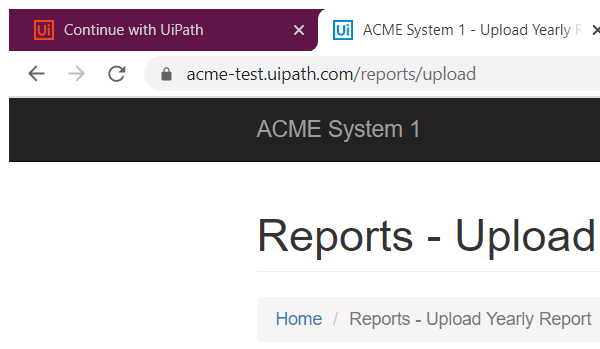 Ui Continue with UiPath
Ui ACME System 1 - Upload Yearly
acme-test.uipath.com/reports/upload
ACME System 1
Reports - Upload
Home / Reports - Upload Yearly Report